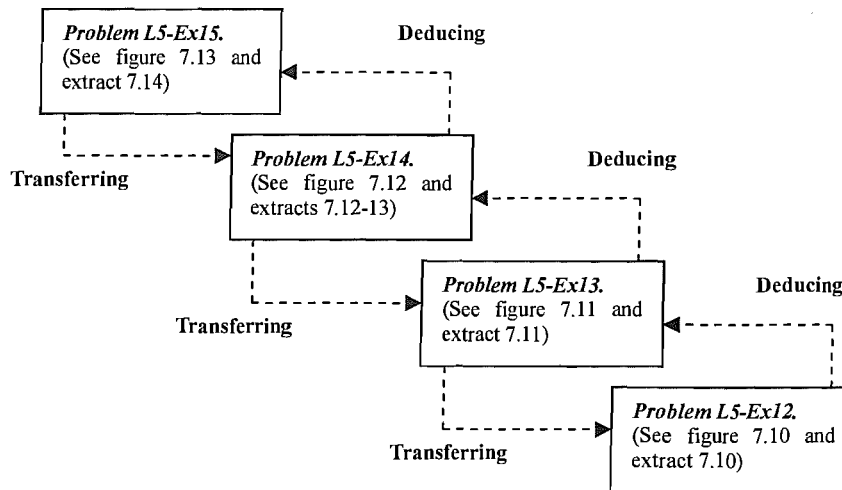 Problem L5-Ex15.
(See figure 7.13 and
extract 7.14)
Deducing
Transferring
Problem L5-Ex14.
(See figure 7.12 and
extracts 7.12-13)
Deducing
Transferring
Problem L5-Ex13.
(See figure 7.11 and
extract 7.11)
Deducing
Transferring
Problem L5-Ex12.
(See figure 7.10 and
extract 7.10)